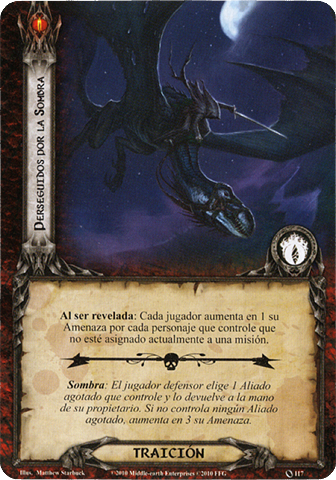 PERSEGUIDOS POR LA SOMBRA
Al ser revelada: Cada jugador aumenta en 1 su
Amenaza por cada personaje que controle que
no esté asignado actualmente a una misión.
Sombra: El jugador defensor elige 1 Aliado
agotado que controle y lo devuelve a la mano
de su propietario. Si no controla ningún Aliado
agotado, aumenta en 3 su Amenaza.
TRAICIÓN
Illus. Matthew Starbuck
©2010 Middle-earth Enterprises ©2010 FFG
117